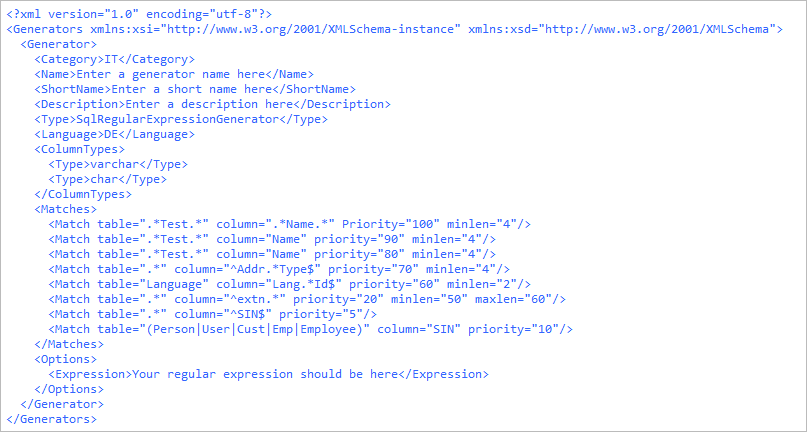 <?xml version="1.0" encoding="utf-8"?>
<Generators xmlns:xsi="http://www.w3.org/2001/XMLSchema-instance" xmlns:xsd="http://www.w3.org/2001/XMLSchema">
  <Generator>
    <Category>IT</Category>
    <Name>Enter a generator name here</Name>
    <ShortName>Enter a short name here</ShortName>
    <Description>Enter a description here</Description>
    <Type>SqlRegularExpressionGenerator</Type>
    <Language>DE</Language>
    <ColumnTypes>
      <Type>varchar</Type>
      <Type>char</Type>
    </ColumnTypes>
    <Matches>
      <Match table=".*Test.*" column=".*Name.*" Priority="100" minlen="4"/>
      <Match table=".*Test.*" column="Name" priority="90" minlen="4"/>
      <Match table=".*Test.*" column="Name" priority="80" minlen="4"/>
      <Match table=".*" column="^Addr.*Type$" priority="70" minlen="4"/>
      <Match table="Language" column="Lang.*Id$" priority="60" minlen="2"/>
      <Match table=".*" column="^extn.*" priority="20" minlen="50" maxlen="60"/>
      <Match table=".*" column="^SIN$" priority="5"/>
      <Match table="(Person|User|Cust|Emp|Employee)" column="SIN" priority="10"/>
    </Matches>
    <Options>
      <Expression>Your regular expression should be here</Expression>
    </Options>
  </Generator>
</Generators>